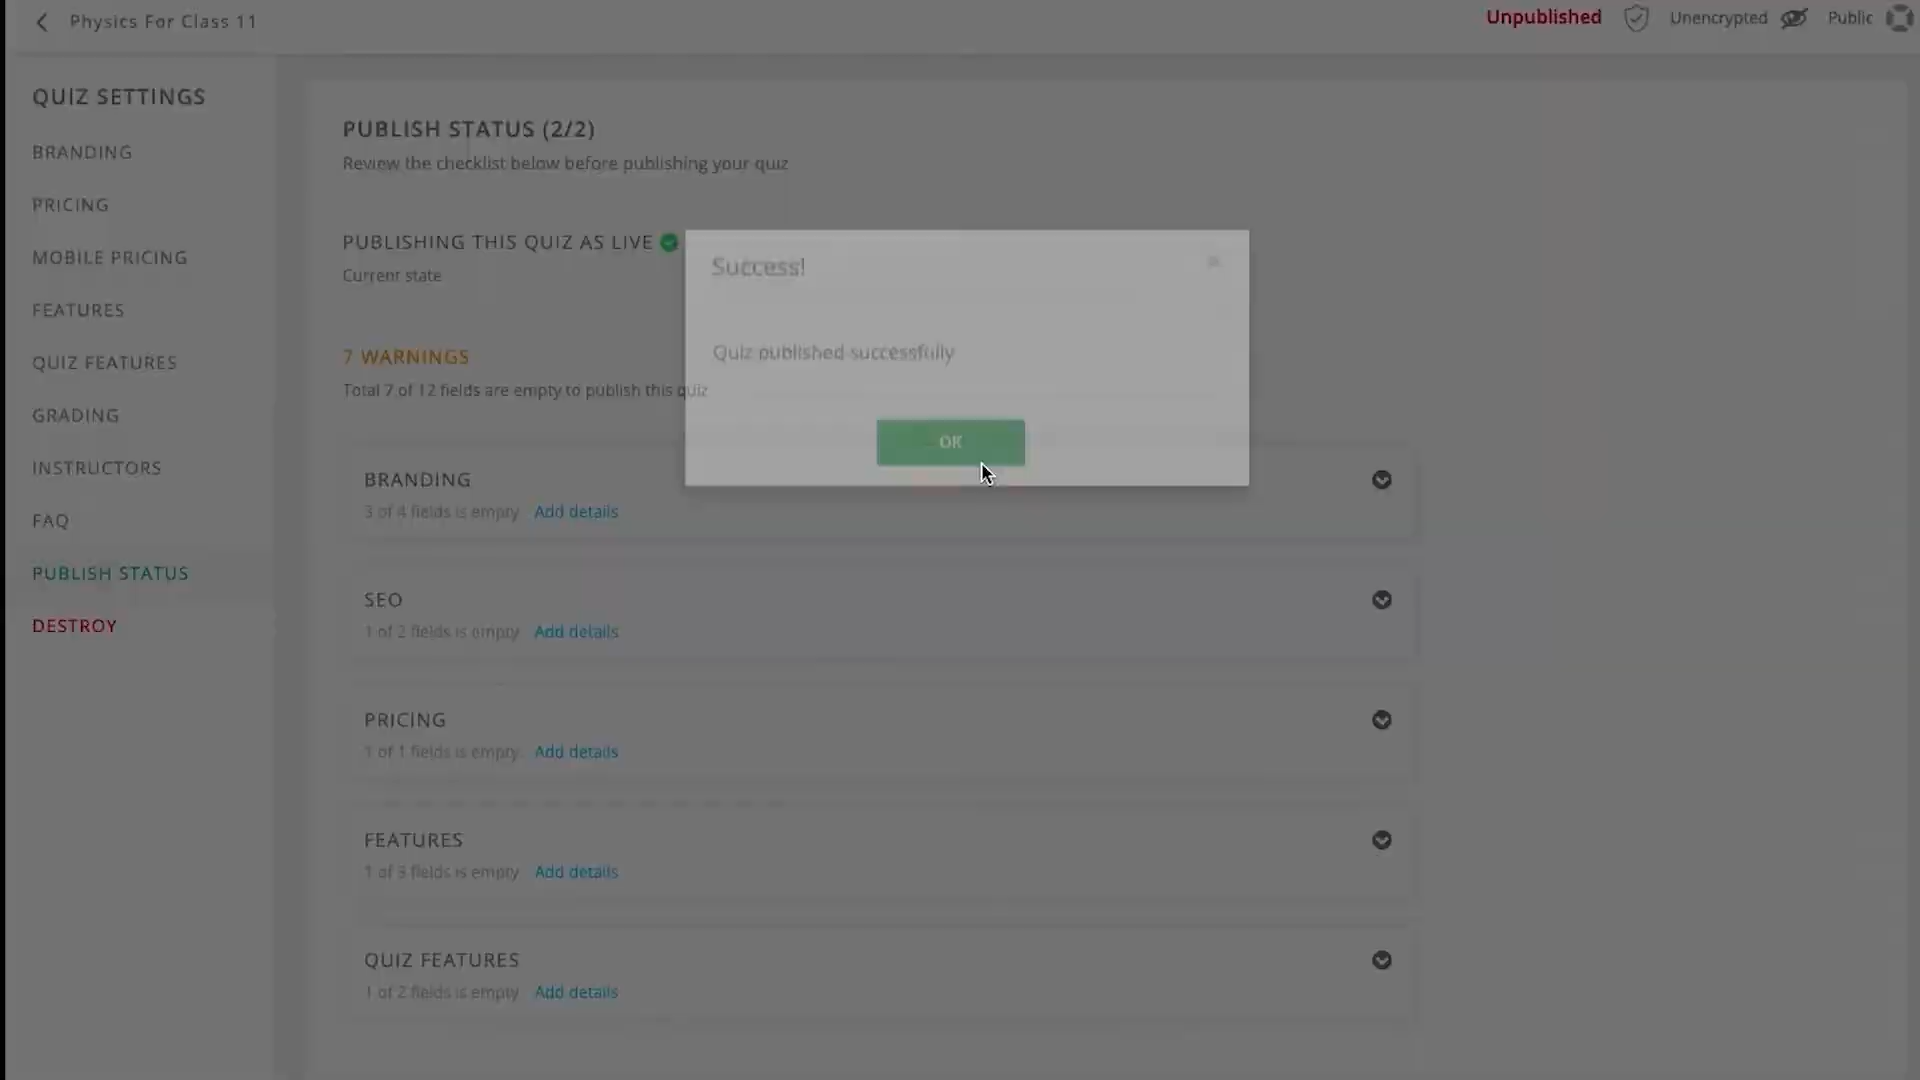 Physics For Class 11
Unpublished
Unencrypted
Public
QUIZ SETTINGS
BRANDING
PRICING
MOBILE PRICING
FEATURES
QUIZ FEATURES
GRADING
INSTRUCTORS
FAQ
PUBLISH STATUS
DESTROY
PUBLISH STATUS (2/2)
Review the checklist below before publishing your quiz
PUBLISHING THIS QUIZ AS LIVE
Current state
7 WARNINGS
Total 7 of 12 fields are empty to publish this quiz
Success!
Quiz published successfully
OK
BRANDING
3 of 4 fields is empty Add details
SEO
1 of 2 fields is empty Add details
PRICING
1 of 1 fields is empty Add details
FEATURES
1 of 3 fields is empty Add details
QUIZ FEATURES
1 of 2 fields is empty Add details